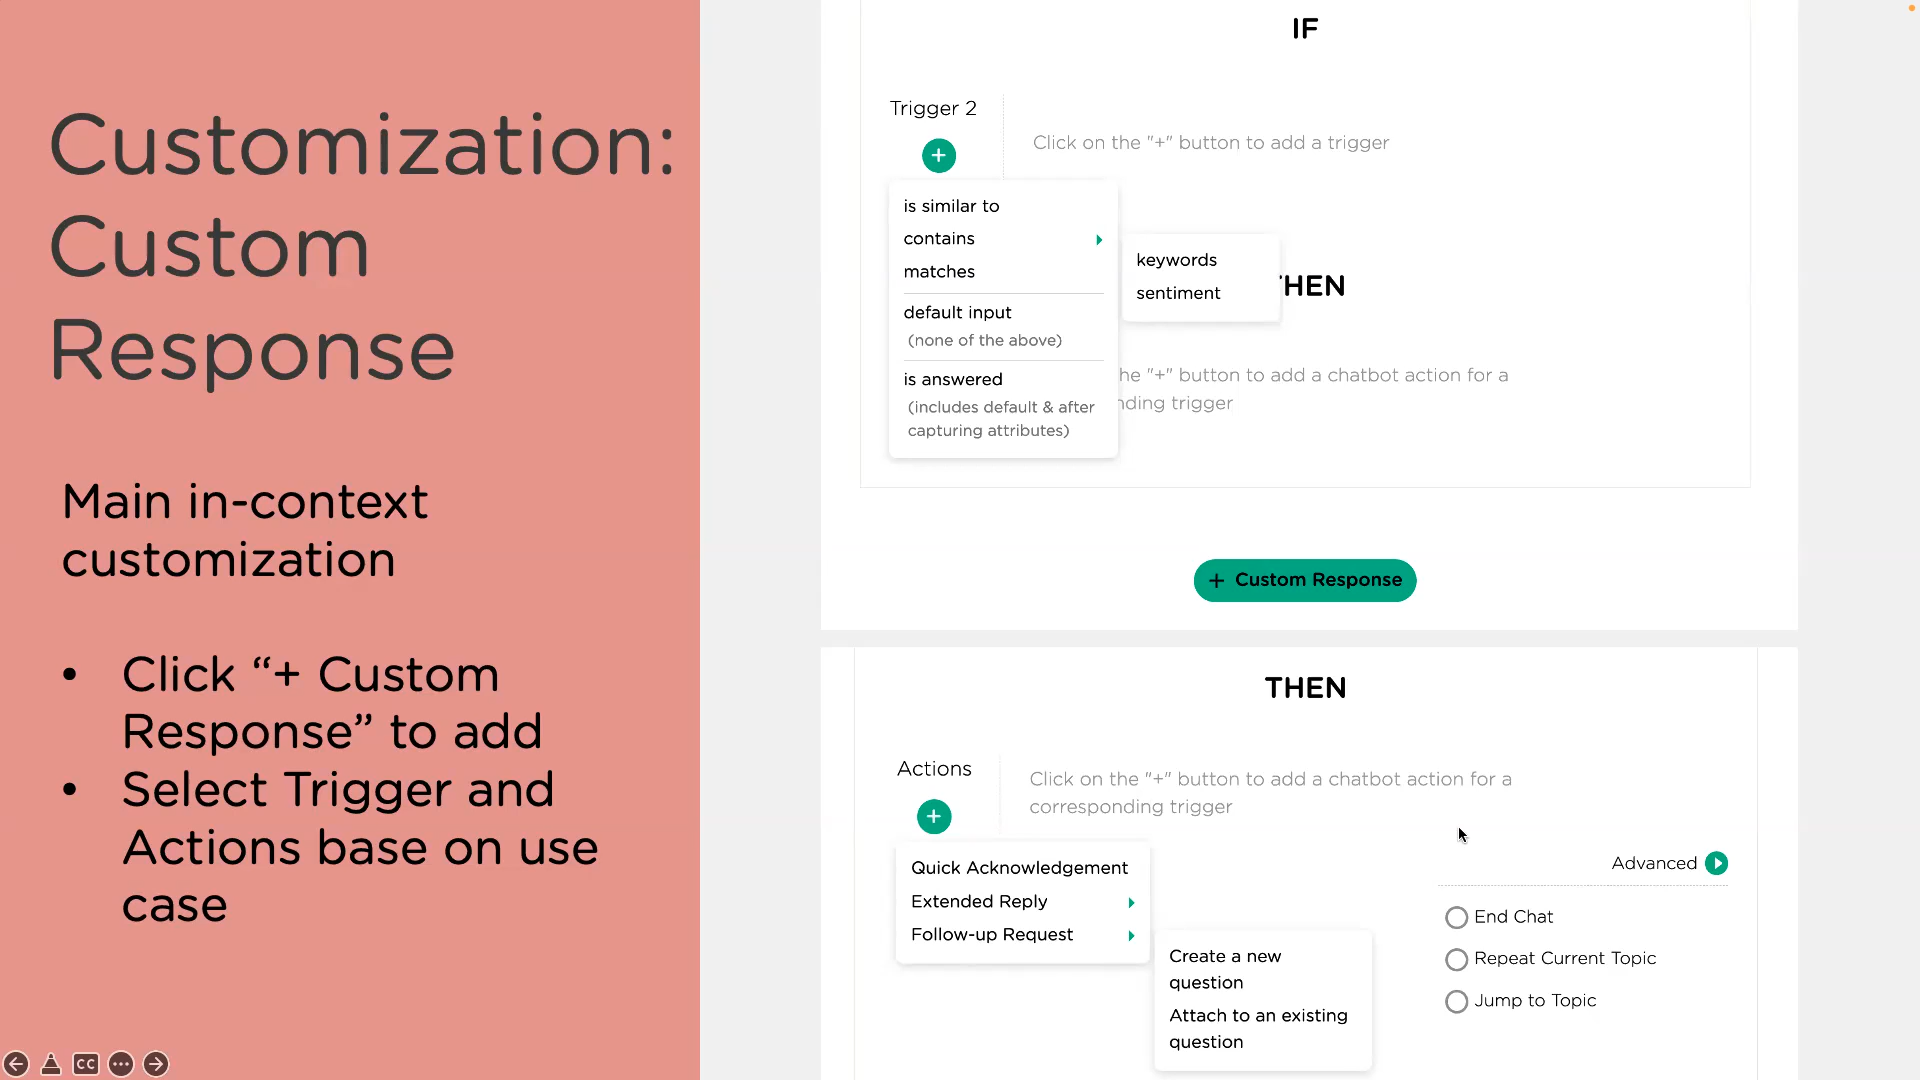 Customization:
Custom
Response
Main in-context
customization
• Click “+ Custom
Response” to add
• Select Trigger and
Actions base on use
case
IF
Trigger 2
Click on the "+" button to add a trigger
+
is similar to
contains
matches
default input
(none of the above)
is answered
(includes default & after
capturing attributes)
keywords
sentiment
THEN
he "+" button to add a chatbot action for a
nding trigger
+ Custom Response
THEN
Actions
Click on the "+" button to add a chatbot action for a
corresponding trigger
+
Quick Acknowledgement
Extended Reply
Follow-up Request
Create a new
question
Attach to an existing
question
Advanced
End Chat
Repeat Current Topic
Jump to Topic
CC